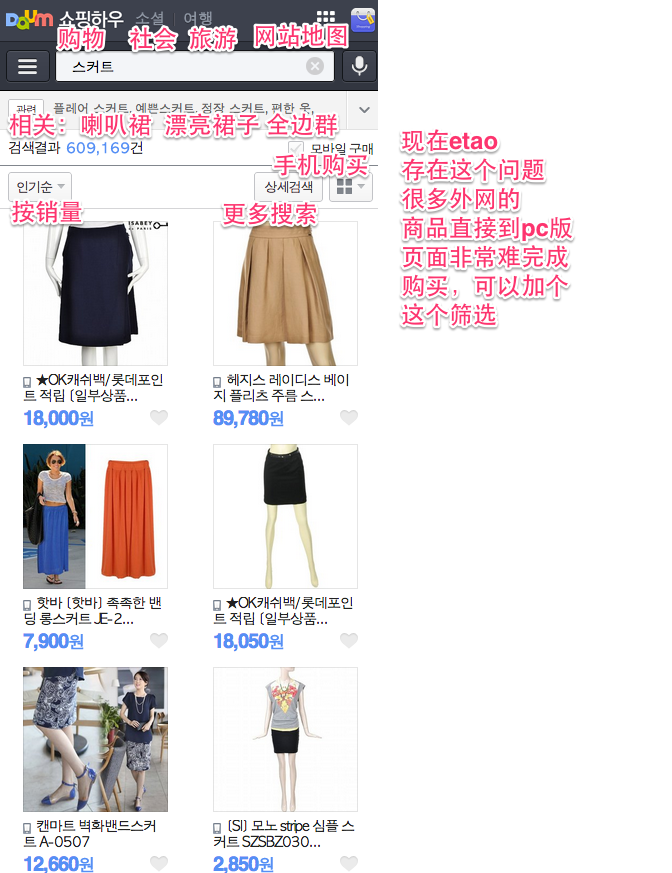 Daum 쇼핑하우 소셜 여행
购物 社会 旅游 网站地图
스커트
관련 플레어 스커트, 예쁜스커트, 정장 스커트, 편한 옷,
相关：喇叭裙 漂亮裙子 全边群
검색결과 609,169건
모바일 구매
手机购买
인기순
상세검색
按销量
更多搜索
现在etao
存在这个问题
很多外网的
商品直接到pc版
页面非常难完成
购买，可以加个
这个筛选
ISABEY
PARIS
★OK캐쉬백/롯데포인
트 적립 [일부상품...
18,000원
헤지스 레이디스 베이
지 플리츠 주름 스...
89,780원
핫바 [핫바] 족족한 밴
딩 롱스커트 JE-2...
7,900원
★OK캐쉬백/롯데포인
트 적립 [일부상품...
18,050원
캔마트 벽화밴드스커
트 A-0507
12,660원
[SI] 모노 stripe 심플 스
커트 SZSBZ030...
2,850원